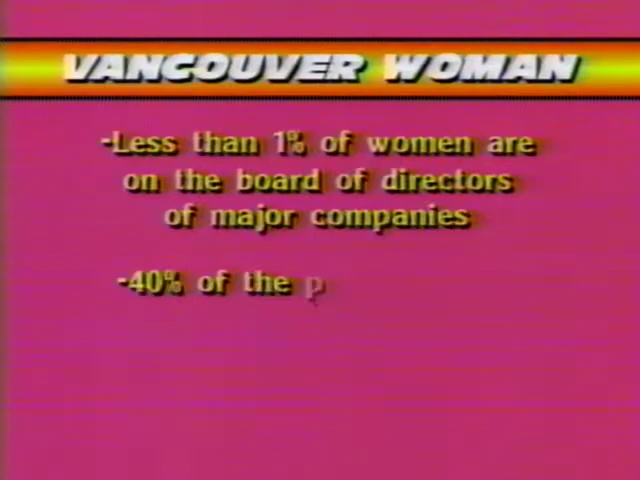 VANCOUVER WOMAN
-Less than 1% of women are
on the board of directors
of major companies
-40% of the p